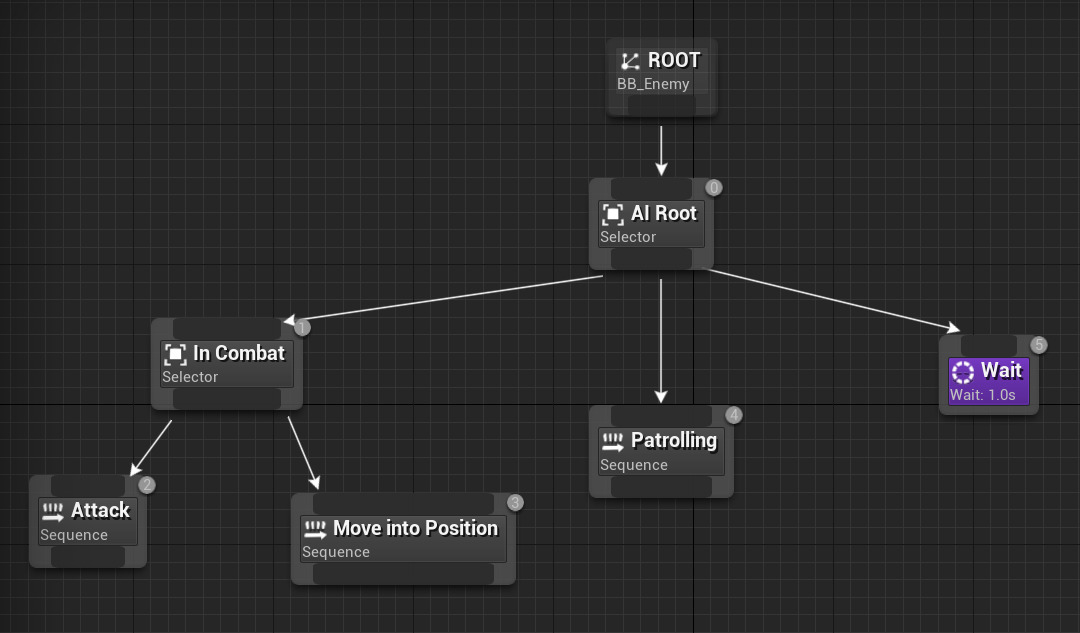 ROOT
BB_Enemy
0
AI Root
Selector
1
In Combat
Selector
5
Wait
Wait: 1.0s
4
Patrolling
Sequence
2
Attack
Sequence
3
Move into Position
Sequence